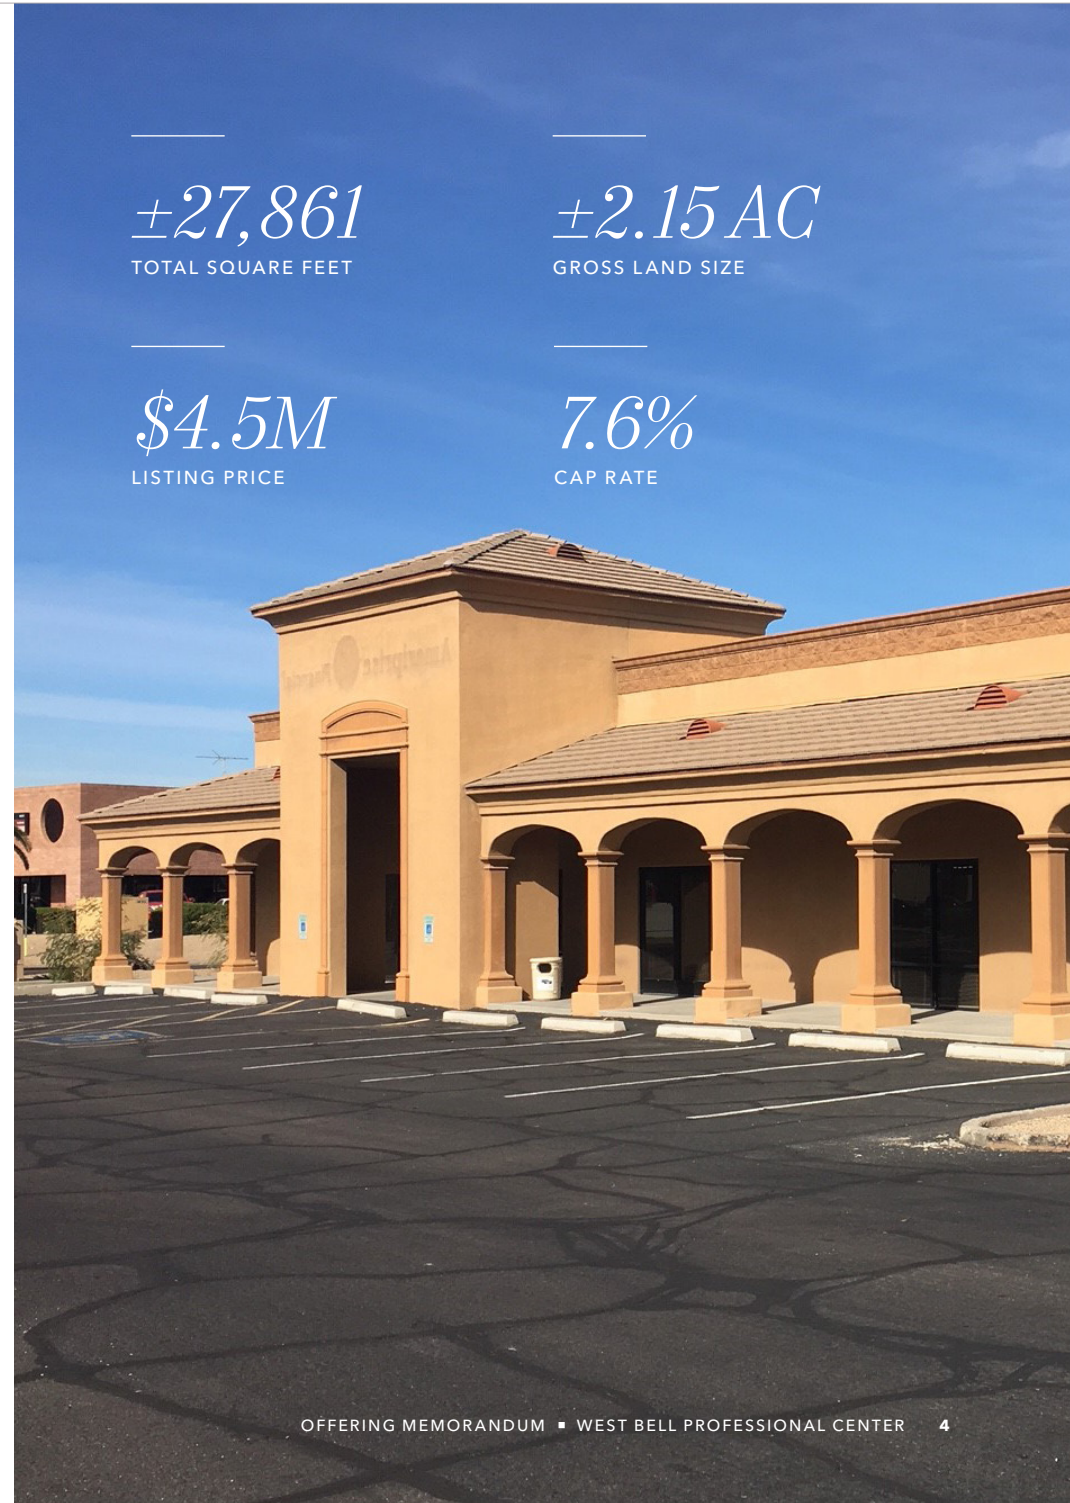 ±27,861
TOTAL SQUARE FEET
±2.15 AC
GROSS LAND SIZE
$4.5M
LISTING PRICE
7.6%
CAP RATE
OFFERING MEMORANDUM ▪ WEST BELL PROFESSIONAL CENTER 4